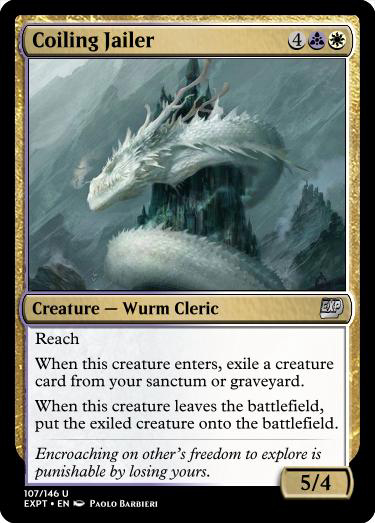 Coiling Jailer 4
Creature — Wurm Cleric
EXP
Reach
When this creature enters, exile a creature
card from your sanctum or graveyard.
When this creature leaves the battlefield,
put the exiled creature onto the battlefield.
Encroaching on other's freedom to explore is
punishable by losing yours.
5/4
107/146 U
EXPT • EN PAOLO BARBIERI